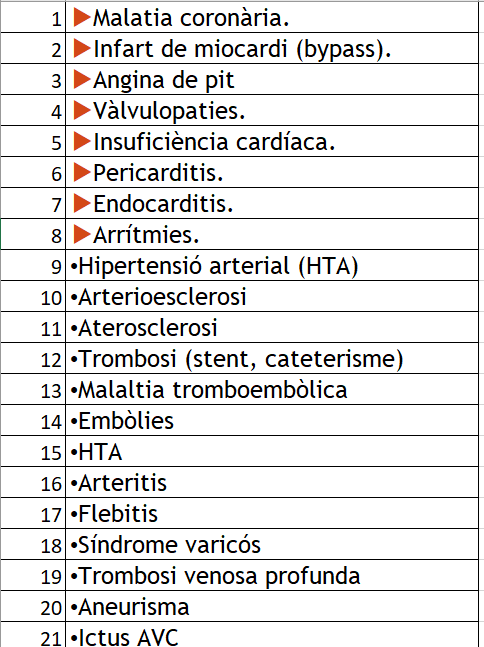 1 ▶Malatia coronària.
2 ▶Infart de miocardi (bypass).
3 ▶Angina de pit
4 ▶Vàlvulopaties.
5 ▶Insuficiència cardíaca.
6 ▶Pericarditis.
7 ▶Endocarditis.
8 ▶Arrítmies.
9 •Hipertensió arterial (HTA)
10 •Arterioesclerosi
11 •Aterosclerosi
12 •Trombosi (stent, cateterisme)
13 •Malaltia tromboembòlica
14 •Embòlies
15 •HTA
16 •Arteritis
17 •Flebitis
18 •Síndrome varicós
19 •Trombosi venosa profunda
20 •Aneurisma
21 •Ictus AVC